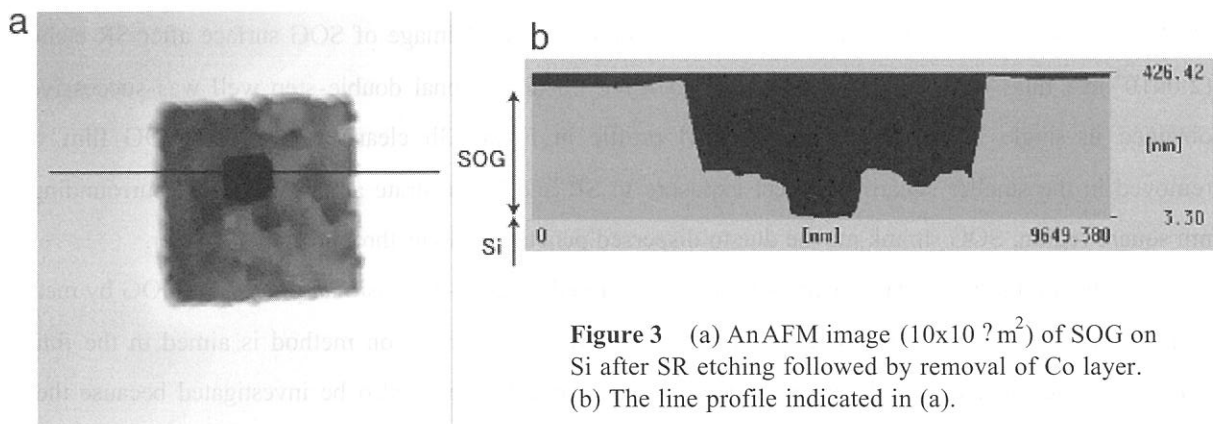 a
b
426.42
SOG
[nm]
3.30
Si
0
[nm]
9649.380
Figure 3 (a) An AFM image (10x10 ?m²) of SOG on
Si after SR etching followed by removal of Co layer.
(b) The line profile indicated in (a).